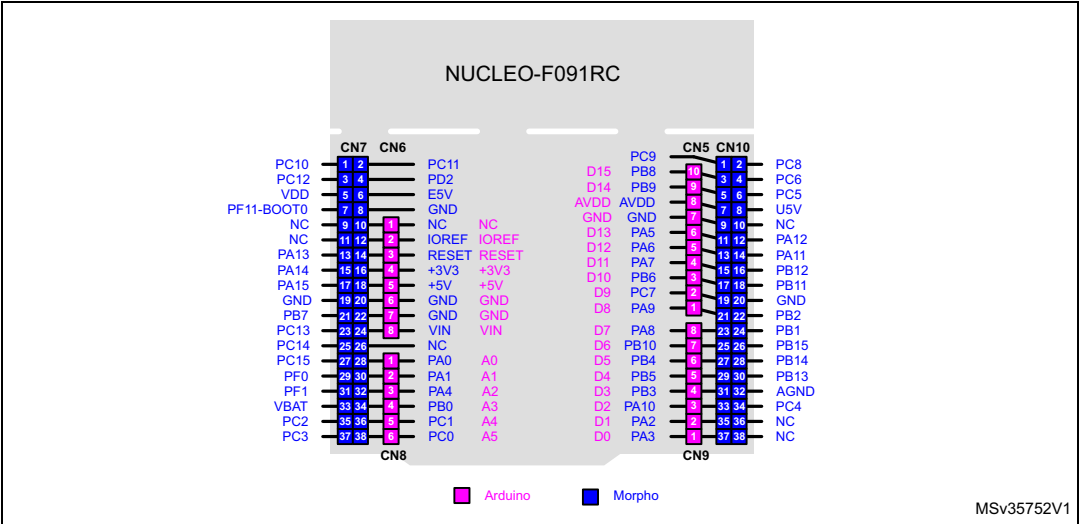 NUCLEO-F091RC
CN7 CN6 CN5 CN10
PC9
PC10 1 2 PC11 1 2 PC8
D15 PB8 10
PC12 3 4 PD2 3 4 PC6
D14 PB9 9
VDD 5 6 E5V 5 6 PC5
AVDD AVDD 8
PF11-BOOT0 7 8 GND 7 8 U5V
GND GND 7
NC 9 10 1 NC NC 9 10 NC
D13 PA5 6
NC 11 12 2 IOREF IOREF 11 12 PA12
D12 PA6 5
PA13 13 14 3 RESET RESET 13 14 PA11
D11 PA7 4
PA14 15 16 4 +3V3 +3V3 15 16 PB12
D10 PB6 3
PA15 17 18 5 +5V +5V 17 18 PB11
D9 PC7 2
GND 19 20 6 GND GND 19 20 GND
D8 PA9 1
PB7 21 22 7 GND GND 21 22 PB2
PC13 23 24 8 VIN VIN D7 PA8 8 23 24 PB1
PC14 25 26 NC D6 PB10 7 25 26 PB15
PC15 27 28 1 PA0 A0 D5 PB4 6 27 28 PB14
PF0 29 30 2 PA1 A1 D4 PB5 5 29 30 PB13
PF1 31 32 3 PA4 A2 D3 PB3 4 31 32 AGND
VBAT 33 34 4 PB0 A3 D2 PA10 3 33 34 PC4
PC2 35 36 5 PC1 A4 D1 PA2 2 35 36 NC
PC3 37 38 6 PC0 A5 D0 PA3 1 37 38 NC
CN8 CN9
Arduino Morpho
MSv35752V1